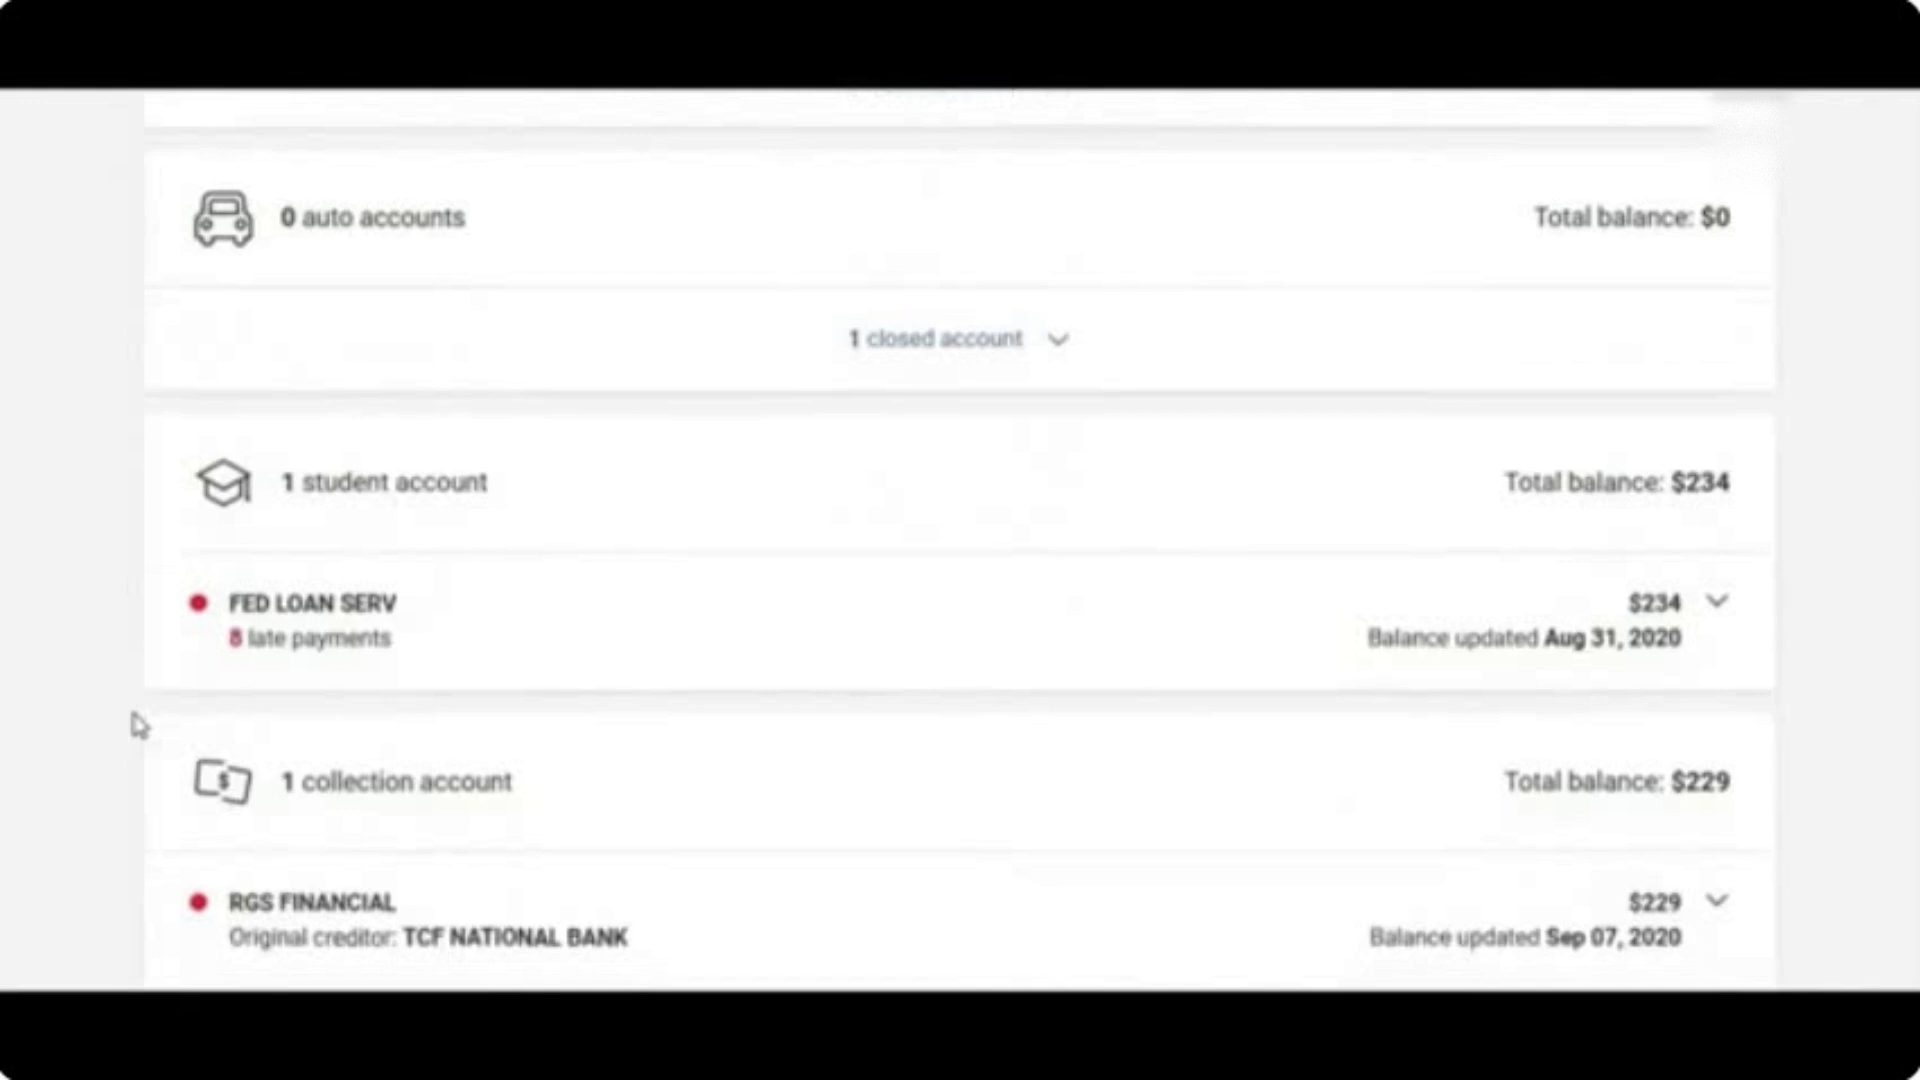 0 auto accounts
Total balance: $0
1 closed account
1 student account
Total balance: $234
FED LOAN SERV
$234
8 late payments
Balance updated Aug 31, 2020
1 collection account
Total balance: $229
RGS FINANCIAL
$229
Original creditor: TCF NATIONAL BANK
Balance updated Sep 07, 2020